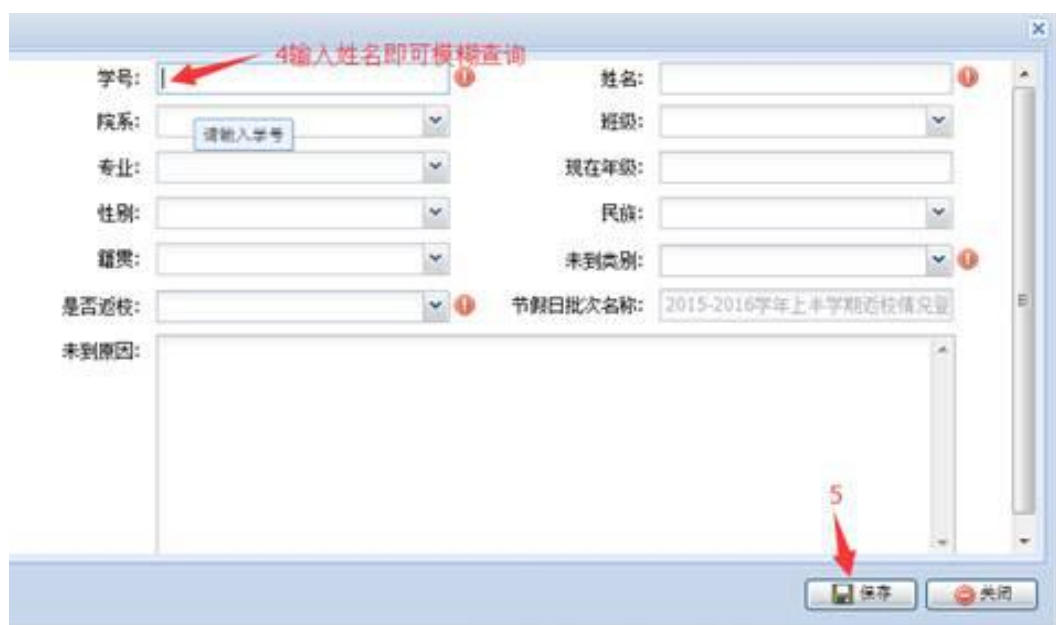 4输入姓名即可模糊查询
学号: 姓名:
院系: 班级:
请输入学号
专业: 现在年级:
性别: 民族:
籍贯: 未到类别:
是否返校: 节假日批次名称: 2015-2016学年上半学期返校情况登
未到原因:
5
保存 关闭